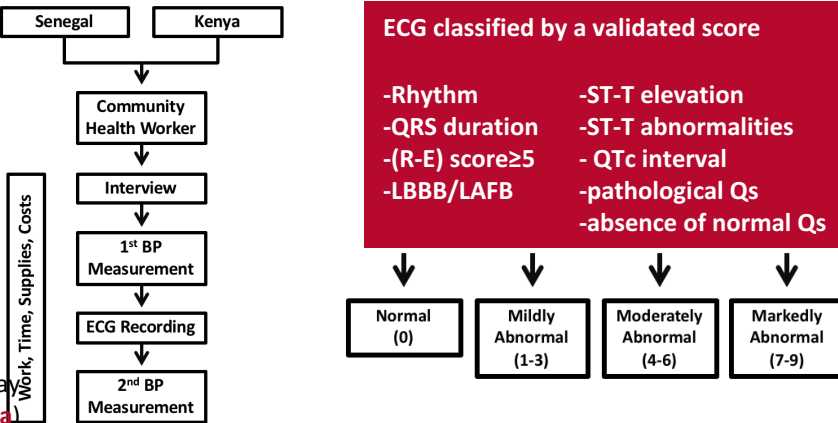 Senegal
Kenya
Community
Health Worker
Interview
1st BP
Measurement
ECG Recording
2nd BP
Measurement
Work, Time, Supplies, Costs
ay
a)
ECG classified by a validated score
-Rhythm
-QRS duration
-(R-E) score≥5
-LBBB/LAFB
-ST-T elevation
-ST-T abnormalities
- QTc interval
-pathological Qs
-absence of normal Qs
Normal
(0)
Mildly
Abnormal
(1-3)
Moderately
Abnormal
(4-6)
Markedly
Abnormal
(7-9)